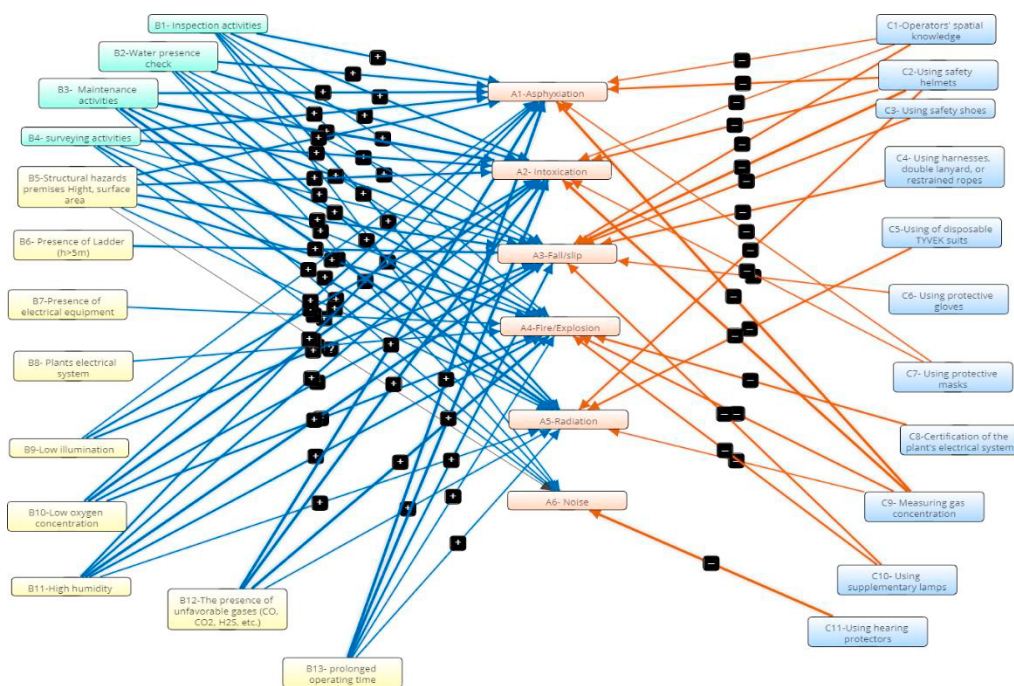 B1- Inspection activities
B2-Water presence
check
B3- Maintenance
activities
B4- surveying activities
B5-Structural hazards
premises Hight, surface
area
B6- Presence of Ladder
(h>5m)
B7-Presence of
electrical equipment
B8- Plants electrical
system
B9-Low illumination
B10-Low oxygen
concentration
B11-High humidity
B12-The presence of
unfavorable gases (CO,
CO2, H2S, etc.)
B13- prolonged
operating time
A1-Asphyxiation
A2- Intoxication
A3-Fall/slip
A4-Fire/Explosion
A5-Radiation
A6- Noise
C1-Operators' spatial
knowledge
C2-Using safety
helmets
C3- Using safety shoes
C4- Using harnesses,
double lanyard, or
restrained ropes
C5-Using of disposable
TYVEK suits
C6- Using protective
gloves
C7- Using protective
masks
C8-Certification of the
plant's electrical system
C9- Measuring gas
concentration
C10- Using
supplementary lamps
C11-Using hearing
protectors